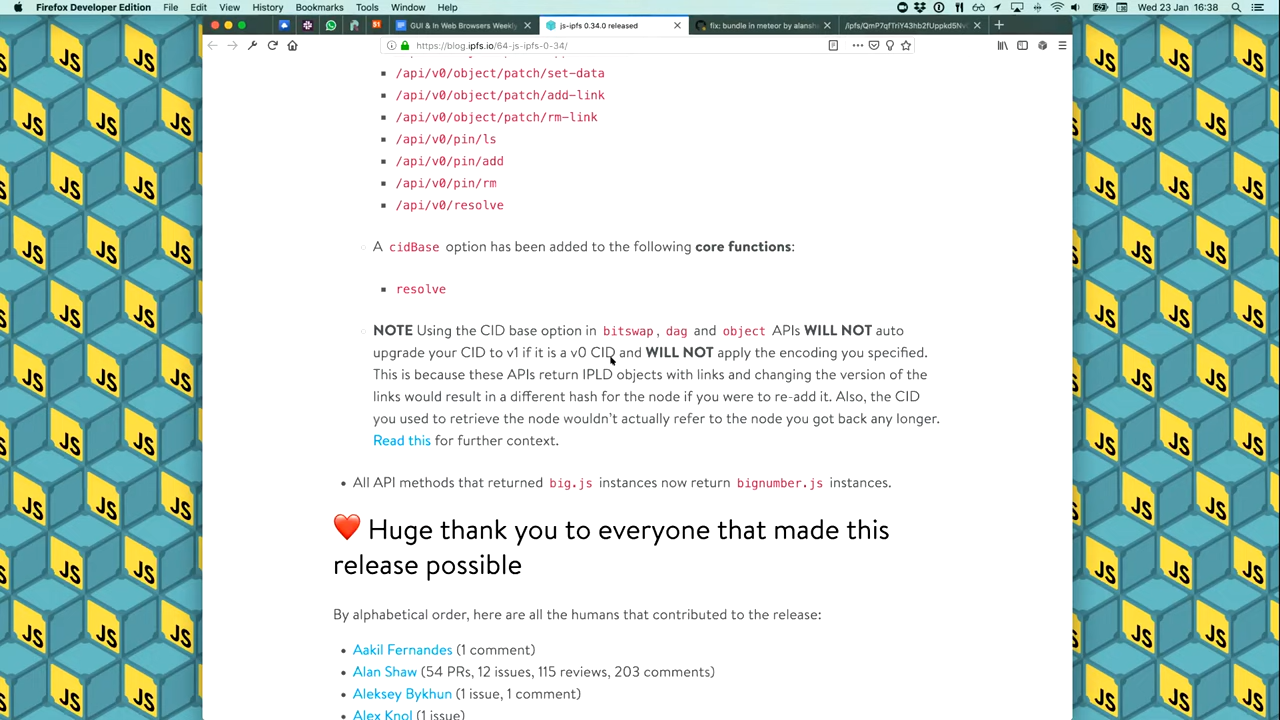 Firefox Developer Edition File Edit View History Bookmarks Tools Window Help Wed 23 Jan 16:38
GUI & In Web Browsers Weekly js-ipfs 0.34.0 released fix: bundle in meteor by alansh
https://blog.ipfs.io/64-js-ipfs-0-34/
/api/v0/object/patch/set-data
/api/v0/object/patch/add-link
/api/v0/object/patch/rm-link
/api/v0/pin/ls
/api/v0/pin/add
/api/v0/pin/rm
/api/v0/resolve
A cidBase option has been added to the following core functions:
resolve
NOTE Using the CID base option in bitswap, dag and object APIs WILL NOT auto
upgrade your CID to v1 if it is a v0 CID and WILL NOT apply the encoding you specified.
This is because these APIs return IPLD objects with links and changing the version of the
links would result in a different hash for the node if you were to re-add it. Also, the CID
you used to retrieve the node wouldn't actually refer to the node you got back any longer.
Read this for further context.
All API methods that returned big.js instances now return bignumber.js instances.
❤️ Huge thank you to everyone that made this
release possible
By alphabetical order, here are all the humans that contributed to the release:
Aakil Fernandes (1 comment)
Alan Shaw (54 PRs, 12 issues, 115 reviews, 203 comments)
Aleksey Bykhun (1 issue, 1 comment)
Alex Knol (1 issue)